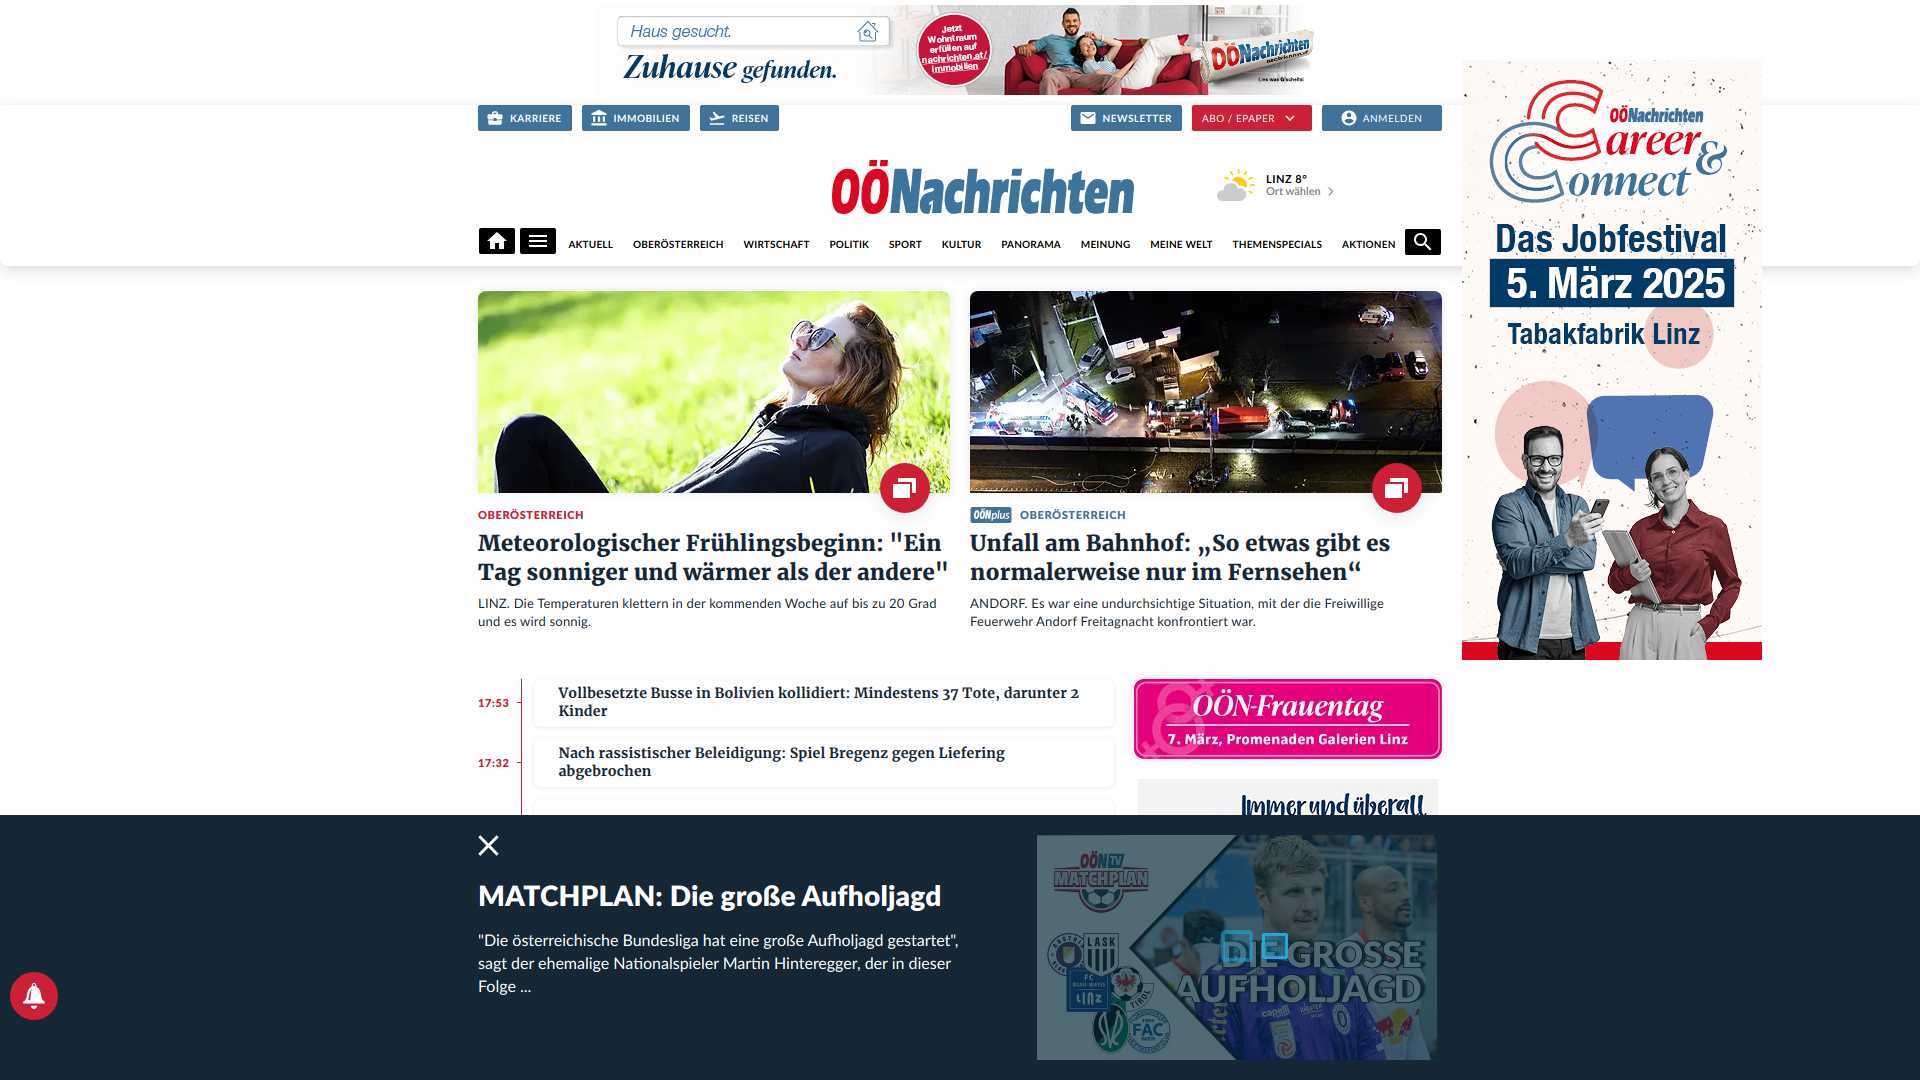 Haus gesucht.
Zuhause gefunden.
Jetzt
Wohntraum
erfüllen auf
nachrichten.at/
immobilien
OÖNachrichten
Lies was G'scheits!
KARRIERE
IMMOBILIEN
REISEN
NEWSLETTER
ABO / EPAPER
ANMELDEN
OÖNachrichten
LINZ 8°
Ort wählen
AKTUELL
OBERÖSTERREICH
WIRTSCHAFT
POLITIK
SPORT
KULTUR
PANORAMA
MEINUNG
MEINE WELT
THEMENSPECIALS
AKTIONEN
OÖNachrichten
Career &
Connect
Das Jobfestival
5. März 2025
Tabakfabrik Linz
OBERÖSTERREICH
Meteorologischer Frühlingsbeginn: "Ein
Tag sonniger und wärmer als der andere"
LINZ. Die Temperaturen klettern in der kommenden Woche auf bis zu 20 Grad
und es wird sonnig.
OÖNplus OBERÖSTERREICH
Unfall am Bahnhof: „So etwas gibt es
normalerweise nur im Fernsehen“
ANDORF. Es war eine undurchsichtige Situation, mit der die Freiwillige
Feuerwehr Andorf Freitagnacht konfrontiert war.
17:53
Vollbesetzte Busse in Bolivien kollidiert: Mindestens 37 Tote, darunter 2
Kinder
17:32
Nach rassistischer Beleidigung: Spiel Bregenz gegen Liefering
abgebrochen
OÖN-Frauentag
7. März, Promenaden Galerien Linz
Immer und überall
MATCHPLAN: Die große Aufholjagd
"Die österreichische Bundesliga hat eine große Aufholjagd gestartet",
sagt der ehemalige Nationalspieler Martin Hinteregger, der in dieser
Folge ...
OÖN TV
MATCHPLAN
LASK
FC
BLAU WEISS
LINZ
TIROL
SV
FAC
DIE GROSSE
AUFHOLJAGD
capelli